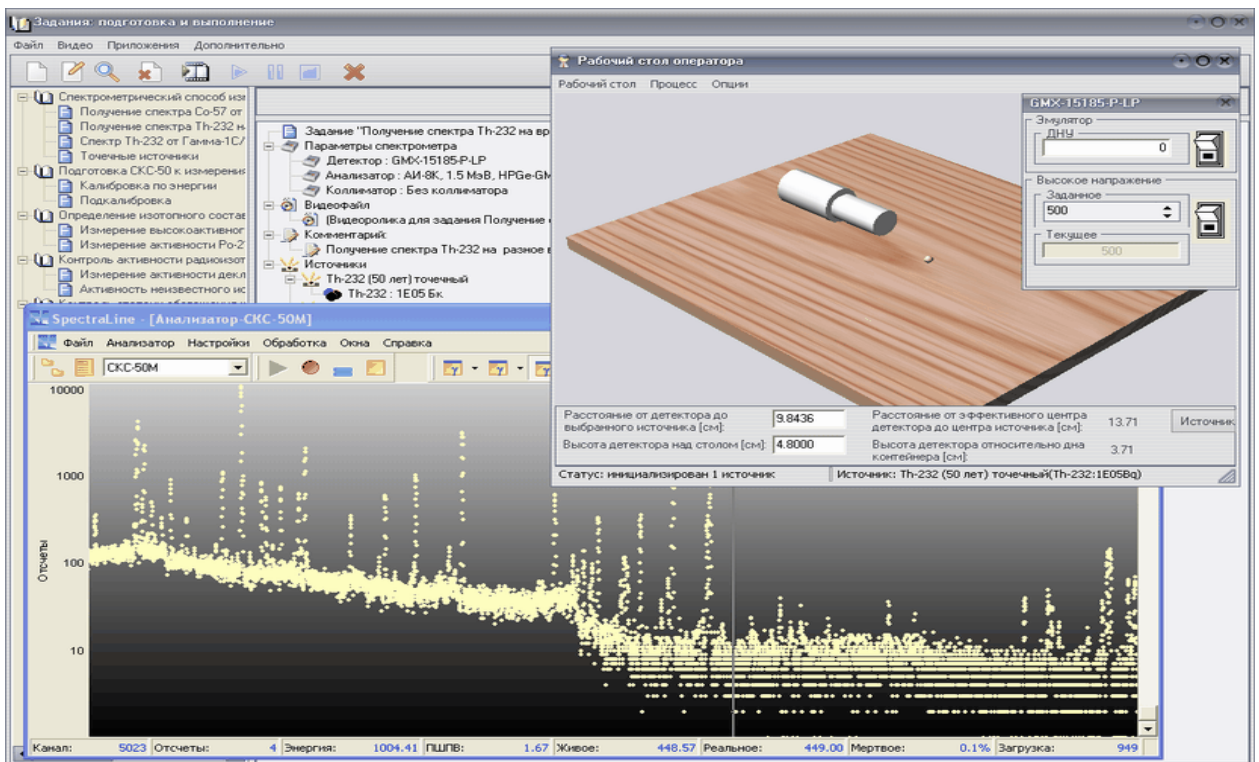 Задания: подготовка и выполнение
Файл Видео Приложения Дополнительно
Спектрометрический способ изм
Получение спектра Co-57 от
Получение спектра Th-232 н
Спектр Th-232 от Гамма-1С/
Точечные источники
Подготовка СКС-50 к измерения
Калибровка по энергии
Подкалибровка
Определение изотопного состав
Измерение высокоактивног
Измерение активности Po-2
Контроль активности радиоизот
Измерение активности декл
Активность неизвестного ис
Задание "Получение спектра Th-232 на вр
Параметры спектрометра
Детектор : GMX-15185-P-LP
Анализатор : АИ-8K, 1.5 МэВ, HPGe-GM
Коллиматор : Без коллиматора
Видеофайл
(Видеоролика для задания Получение
Комментарий
Получение спектра Th-232 на разное в
Источники
Th-232 (50 лет) точечный
Th-232 : 1E05 Бк
Рабочий стол оператора
Рабочий стол Процесс Опции
GMX-15185-P-LP
Эмулятор
ДНУ
0
Высокое напряжение
Заданное
500
Текущее
500
Расстояние от детектора до
выбранного источника [см]:
9.8436
Расстояние от эффективного центра
детектора до центра источника [см]:
13.71
Источник
Высота детектора над столом [см]:
4.8000
Высота детектора относительно дна
контейнера [см]:
3.71
Статус: инициализирован 1 источник
Источник: Th-232 (50 лет) точечный(Th-232:1E05Bq)
SpectraLine - [Анализатор-СКС-50М]
Файл Анализатор Настройки Обработка Окна Справка
СКС-50М
10000
1000
100
10
Отсчеты
Канал: 5023 Отсчеты: 4 Энергия: 1004.41 ПШПВ: 1.67 Живое: 448.57 Реальное: 449.00 Мертвое: 0.1% Загрузка: 949